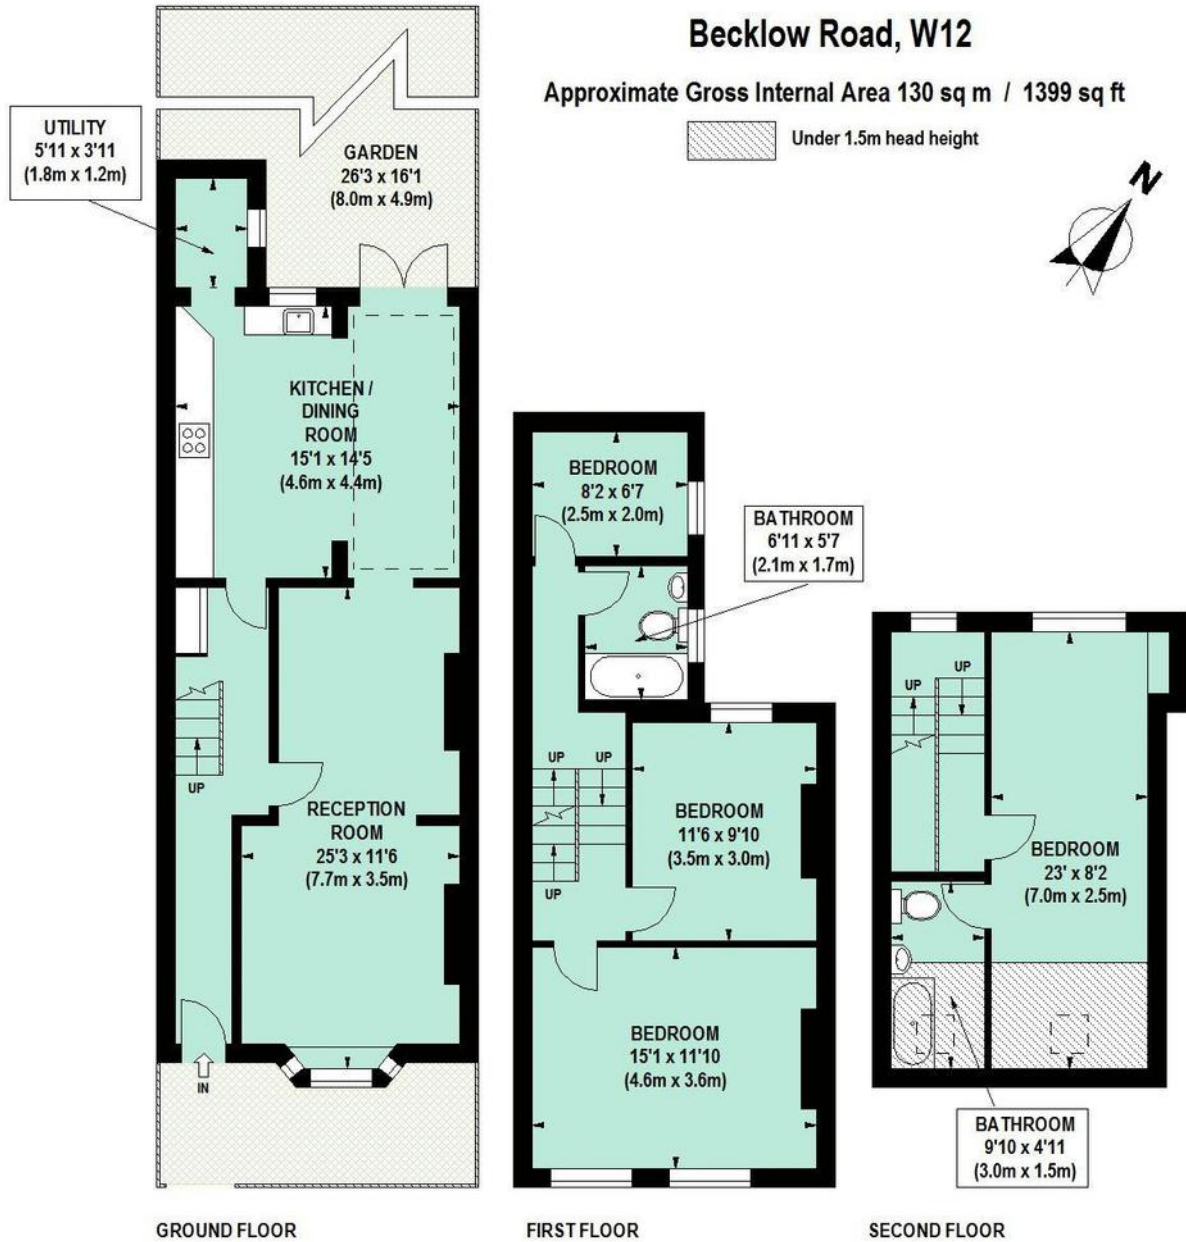 Becklow Road, W12
Approximate Gross Internal Area 130 sq m / 1399 sq ft
Under 1.5m head height
N
UTILITY
5'11 x 3'11
(1.8m x 1.2m)
GARDEN
26'3 x 16'1
(8.0m x 4.9m)
KITCHEN /
DINING
ROOM
15'1 x 14'5
(4.6m x 4.4m)
UP
RECEPTION
ROOM
25'3 x 11'6
(7.7m x 3.5m)
IN
GROUND FLOOR
BEDROOM
8'2 x 6'7
(2.5m x 2.0m)
BATHROOM
6'11 x 5'7
(2.1m x 1.7m)
UP
UP
UP
BEDROOM
11'6 x 9'10
(3.5m x 3.0m)
BEDROOM
15'1 x 11'10
(4.6m x 3.6m)
FIRST FLOOR
UP
UP
BEDROOM
23' x 8'2
(7.0m x 2.5m)
BATHROOM
9'10 x 4'11
(3.0m x 1.5m)
SECOND FLOOR